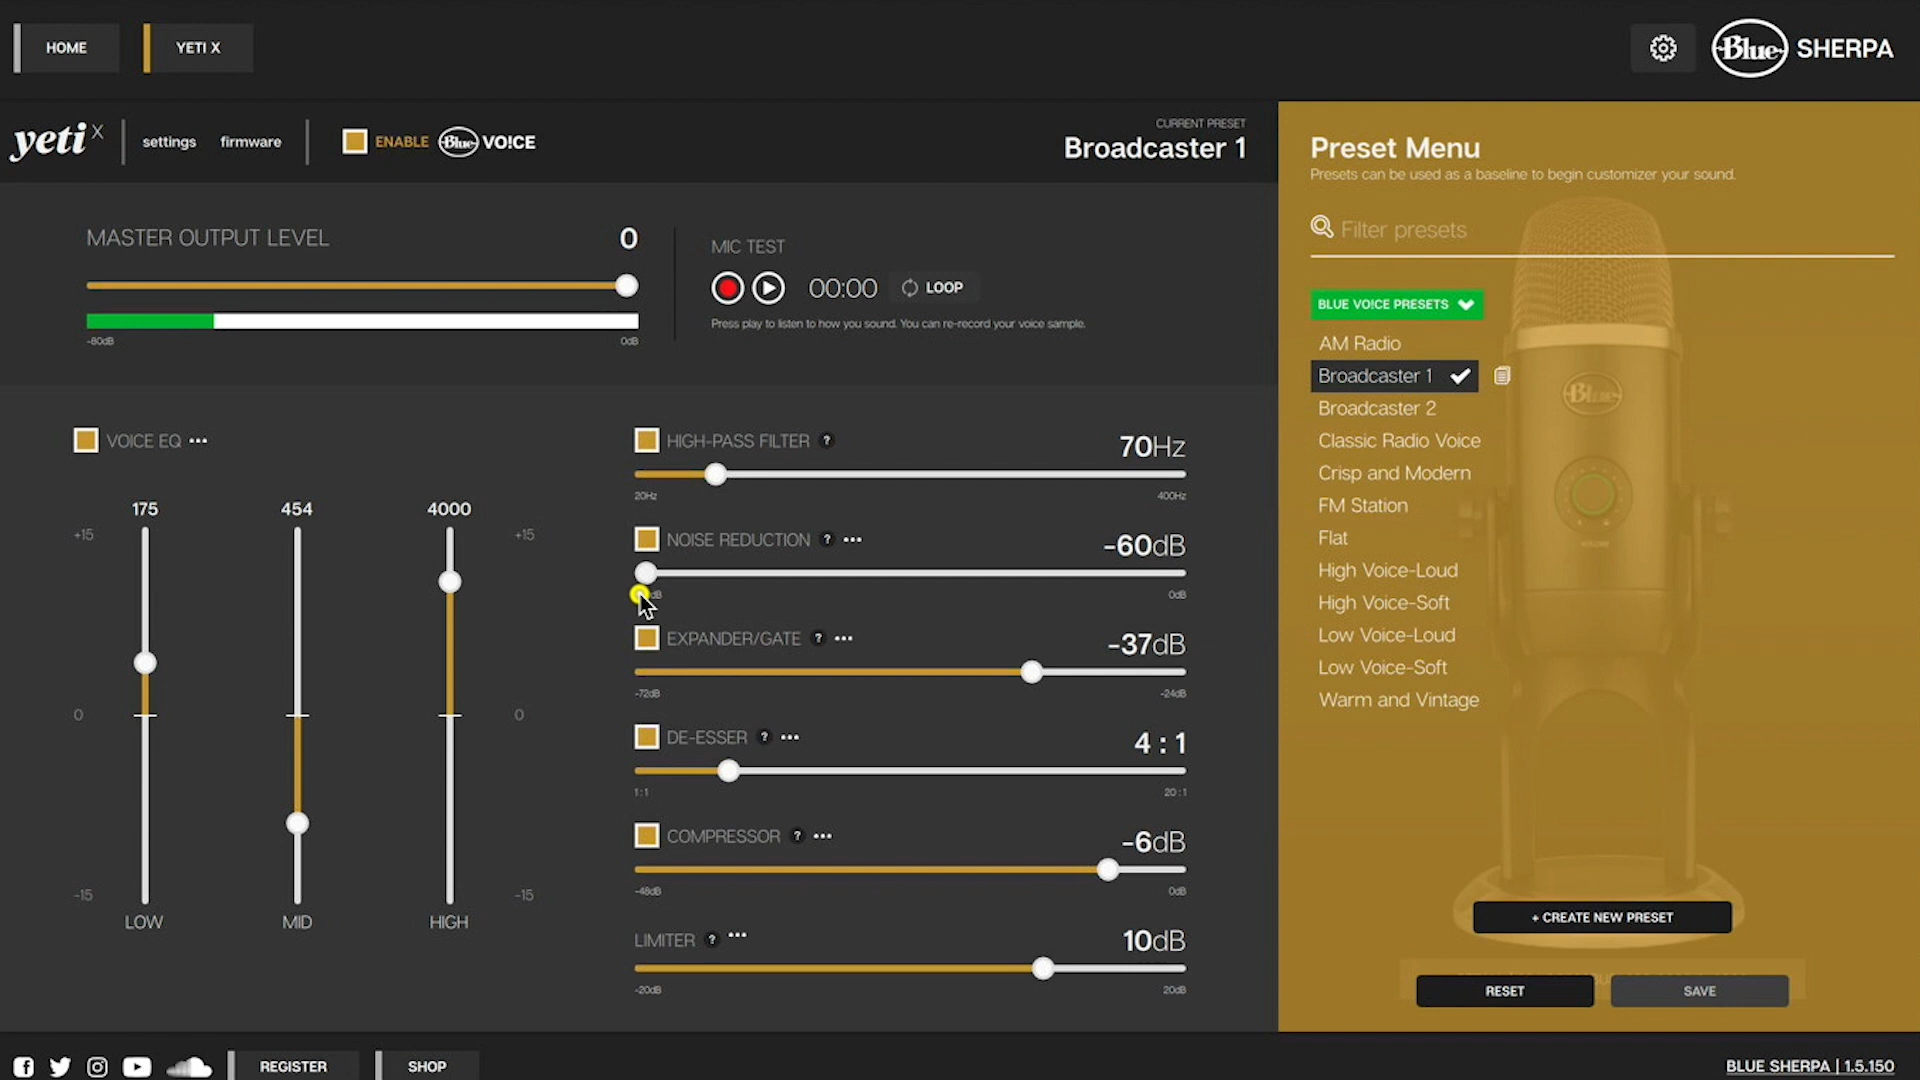 HOME
YETI X
Blue SHERPA
yeti X
settings
firmware
ENABLE Blue VO!CE
CURRENT PRESET
Broadcaster 1
MASTER OUTPUT LEVEL
0
-80dB
0dB
MIC TEST
00:00
LOOP
Press play to listen to how you sound. You can re-record your voice sample.
VOICE EQ
175
454
4000
+15
+15
0
0
-15
-15
LOW
MID
HIGH
HIGH-PASS FILTER ?
70Hz
20Hz
400Hz
NOISE REDUCTION ?
-60dB
dB
0dB
EXPANDER/GATE ?
-37dB
-72dB
-24dB
DE-ESSER ?
4 : 1
1:1
20:1
COMPRESSOR ?
-6dB
-48dB
0dB
LIMITER ?
10dB
-20dB
20dB
Preset Menu
Presets can be used as a baseline to begin customizer your sound.
Filter presets
BLUE VO!CE PRESETS
AM Radio
Broadcaster 1
Broadcaster 2
Classic Radio Voice
Crisp and Modern
FM Station
Flat
High Voice-Loud
High Voice-Soft
Low Voice-Loud
Low Voice-Soft
Warm and Vintage
Blue
VOLUME
+ CREATE NEW PRESET
RESET
SAVE
REGISTER
SHOP
BLUE SHERPA | 1.5.150